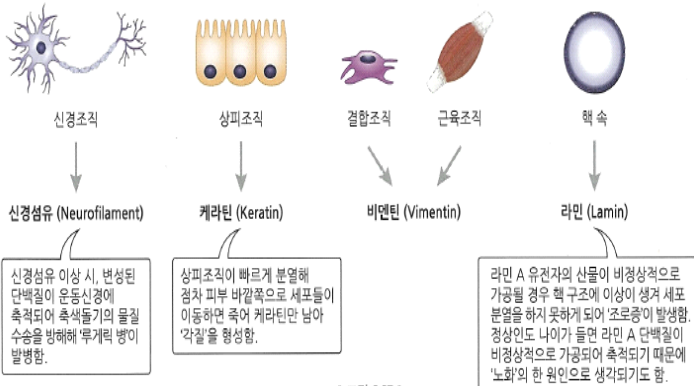 신경조직
상피조직
결합조직
근육조직
핵 속
신경섬유 (Neurofilament)
케라틴 (Keratin)
비덴틴 (Vimentin)
라민 (Lamin)
신경섬유 이상 시, 변성된
단백질이 운동신경에
축적되어 축색돌기의 물질
수송을 방해해 '루게릭 병'이
발병함.
상피조직이 빠르게 분열해
점차 피부 바깥쪽으로 세포들이
이동하면 죽어 케라틴만 남아
'각질'을 형성함.
라민 A 유전자의 산물이 비정상적으로
가공될 경우 핵 구조에 이상이 생겨 세포
분열을 하지 못하게 되어 '조로증'이 발생함.
정상인도 나이가 들면 라민 A 단백질이
비정상적으로 가공되어 축적되기 때문에
'노화'의 한 원인으로 생각되기도 함.